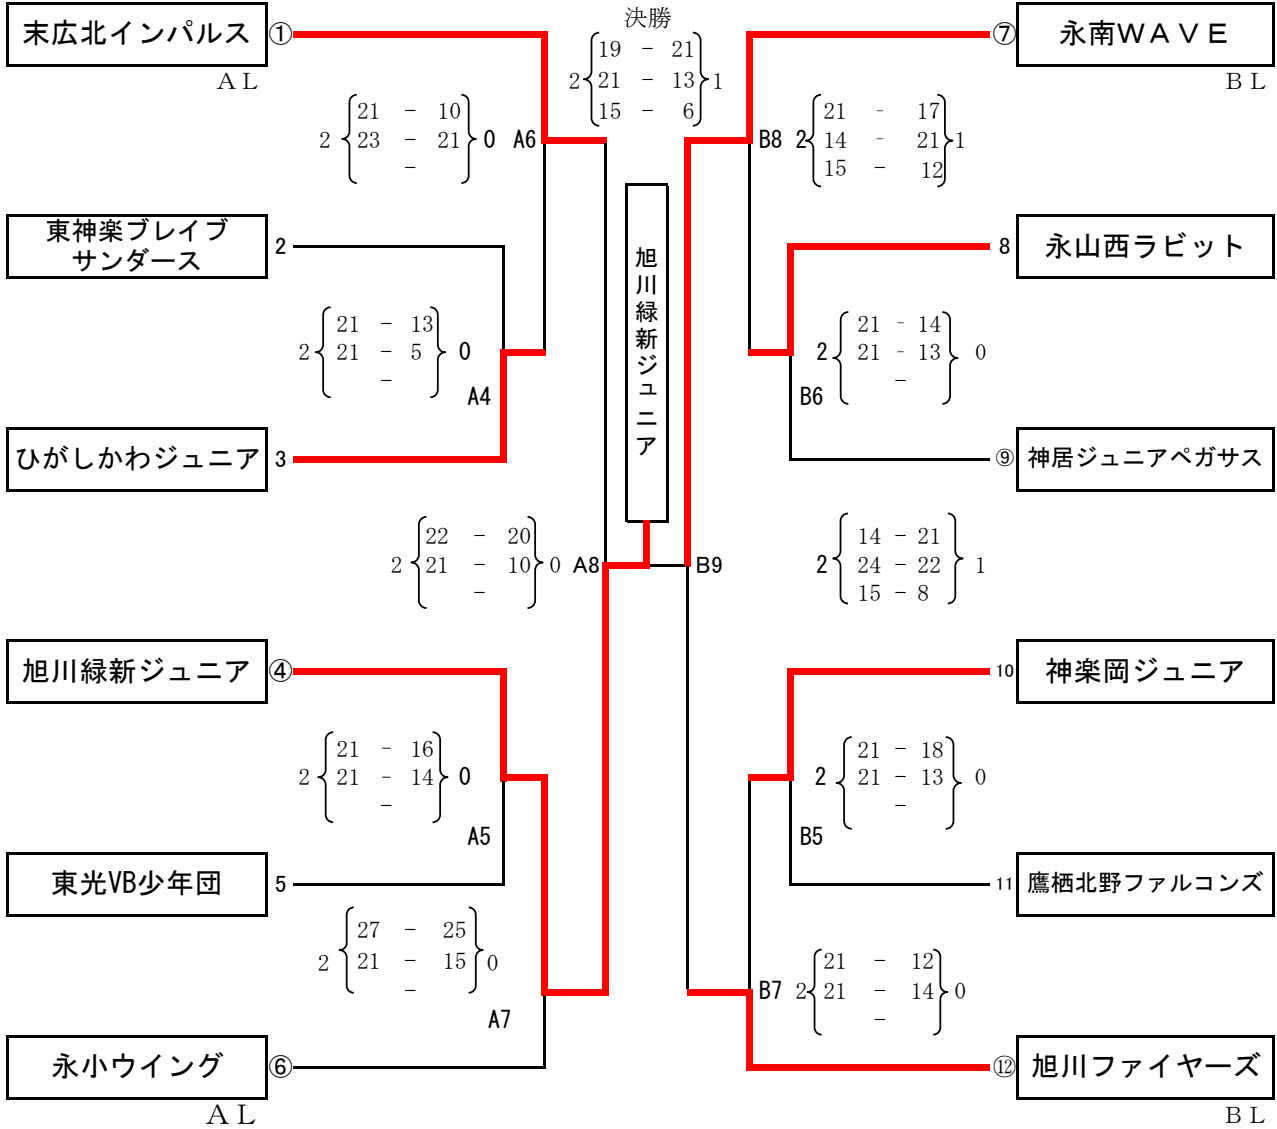 決勝
19 － 21
2 21 － 13 1
15 － 6
末広北インパルス ①
ＡＬ
21 － 10
2 23 － 21 0 A6
－
東神楽ブレイブ
サンダース 2
21 － 13
2 21 － 5 0
－
A4
ひがしかわジュニア 3
22 － 20
2 21 － 10 0 A8
－
旭川緑新ジュニア ④
21 － 16
2 21 － 14 0
－
A5
東光VB少年団 5
27 － 25
2 21 － 15 0
－
A7
永小ウイング ⑥
ＡＬ
旭川緑新ジュニア
⑦ 永南ＷＡＶＥ
ＢＬ
21 － 17
B8 2 14 － 21 1
15 － 12
8 永山西ラビット
21 － 14
2 21 － 13 0
－
B6
⑨ 神居ジュニアペガサス
B9
14 － 21
2 24 － 22 1
15 － 8
10 神楽岡ジュニア
21 － 18
2 21 － 13 0
－
B5
11 鷹栖北野ファルコンズ
21 － 12
B7 2 21 － 14 0
－
⑫ 旭川ファイヤーズ
ＢＬ